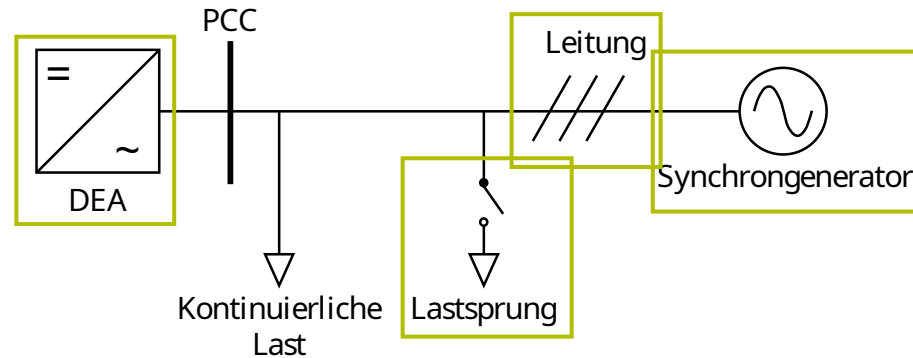 PCC
Leitung
=
~
DEA
Synchrongenerator
Kontinuierliche
Last
Lastsprung